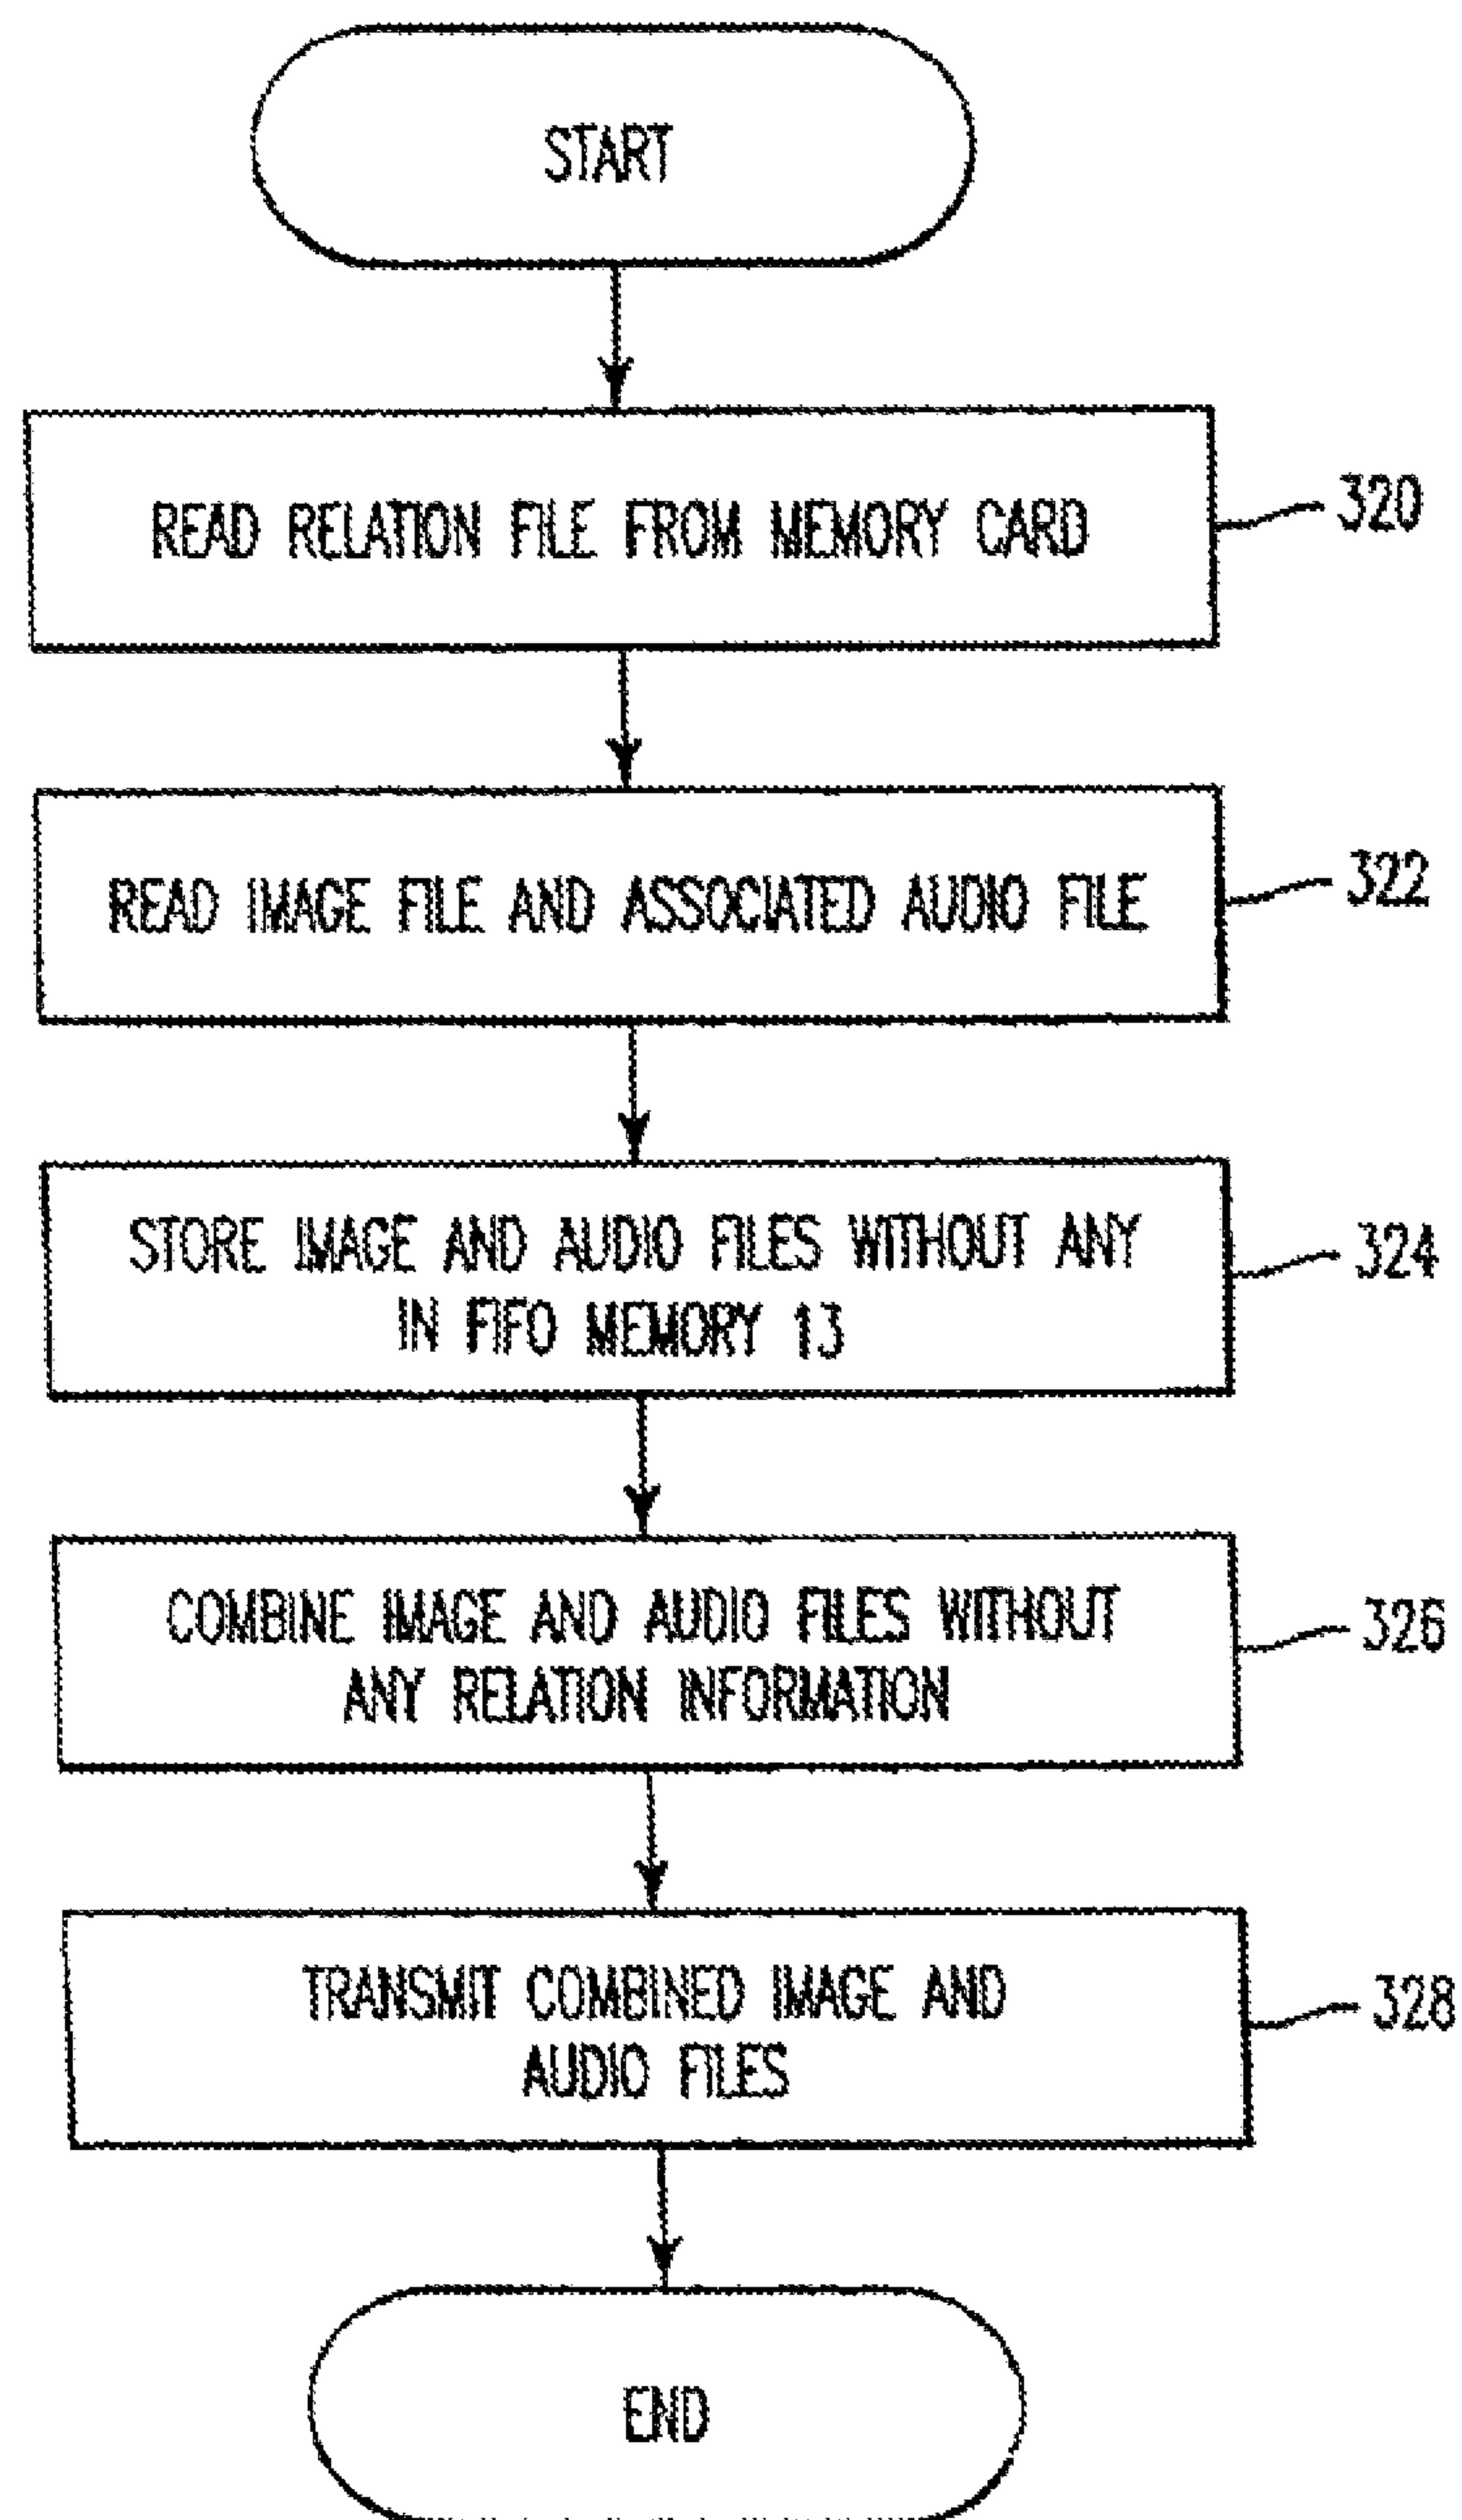 START
READ RELATION FILE FROM MEMORY CARD
320
READ IMAGE FILE AND ASSOCIATED AUDIO FILE
322
STORE IMAGE AND AUDIO FILES WITHOUT ANY
IN FIFO MEMORY 13
324
COMBINE IMAGE AND AUDIO FILES WITHOUT
ANY RELATION INFORMATION
326
TRANSMIT COMBINED IMAGE AND
AUDIO FILES
328
END